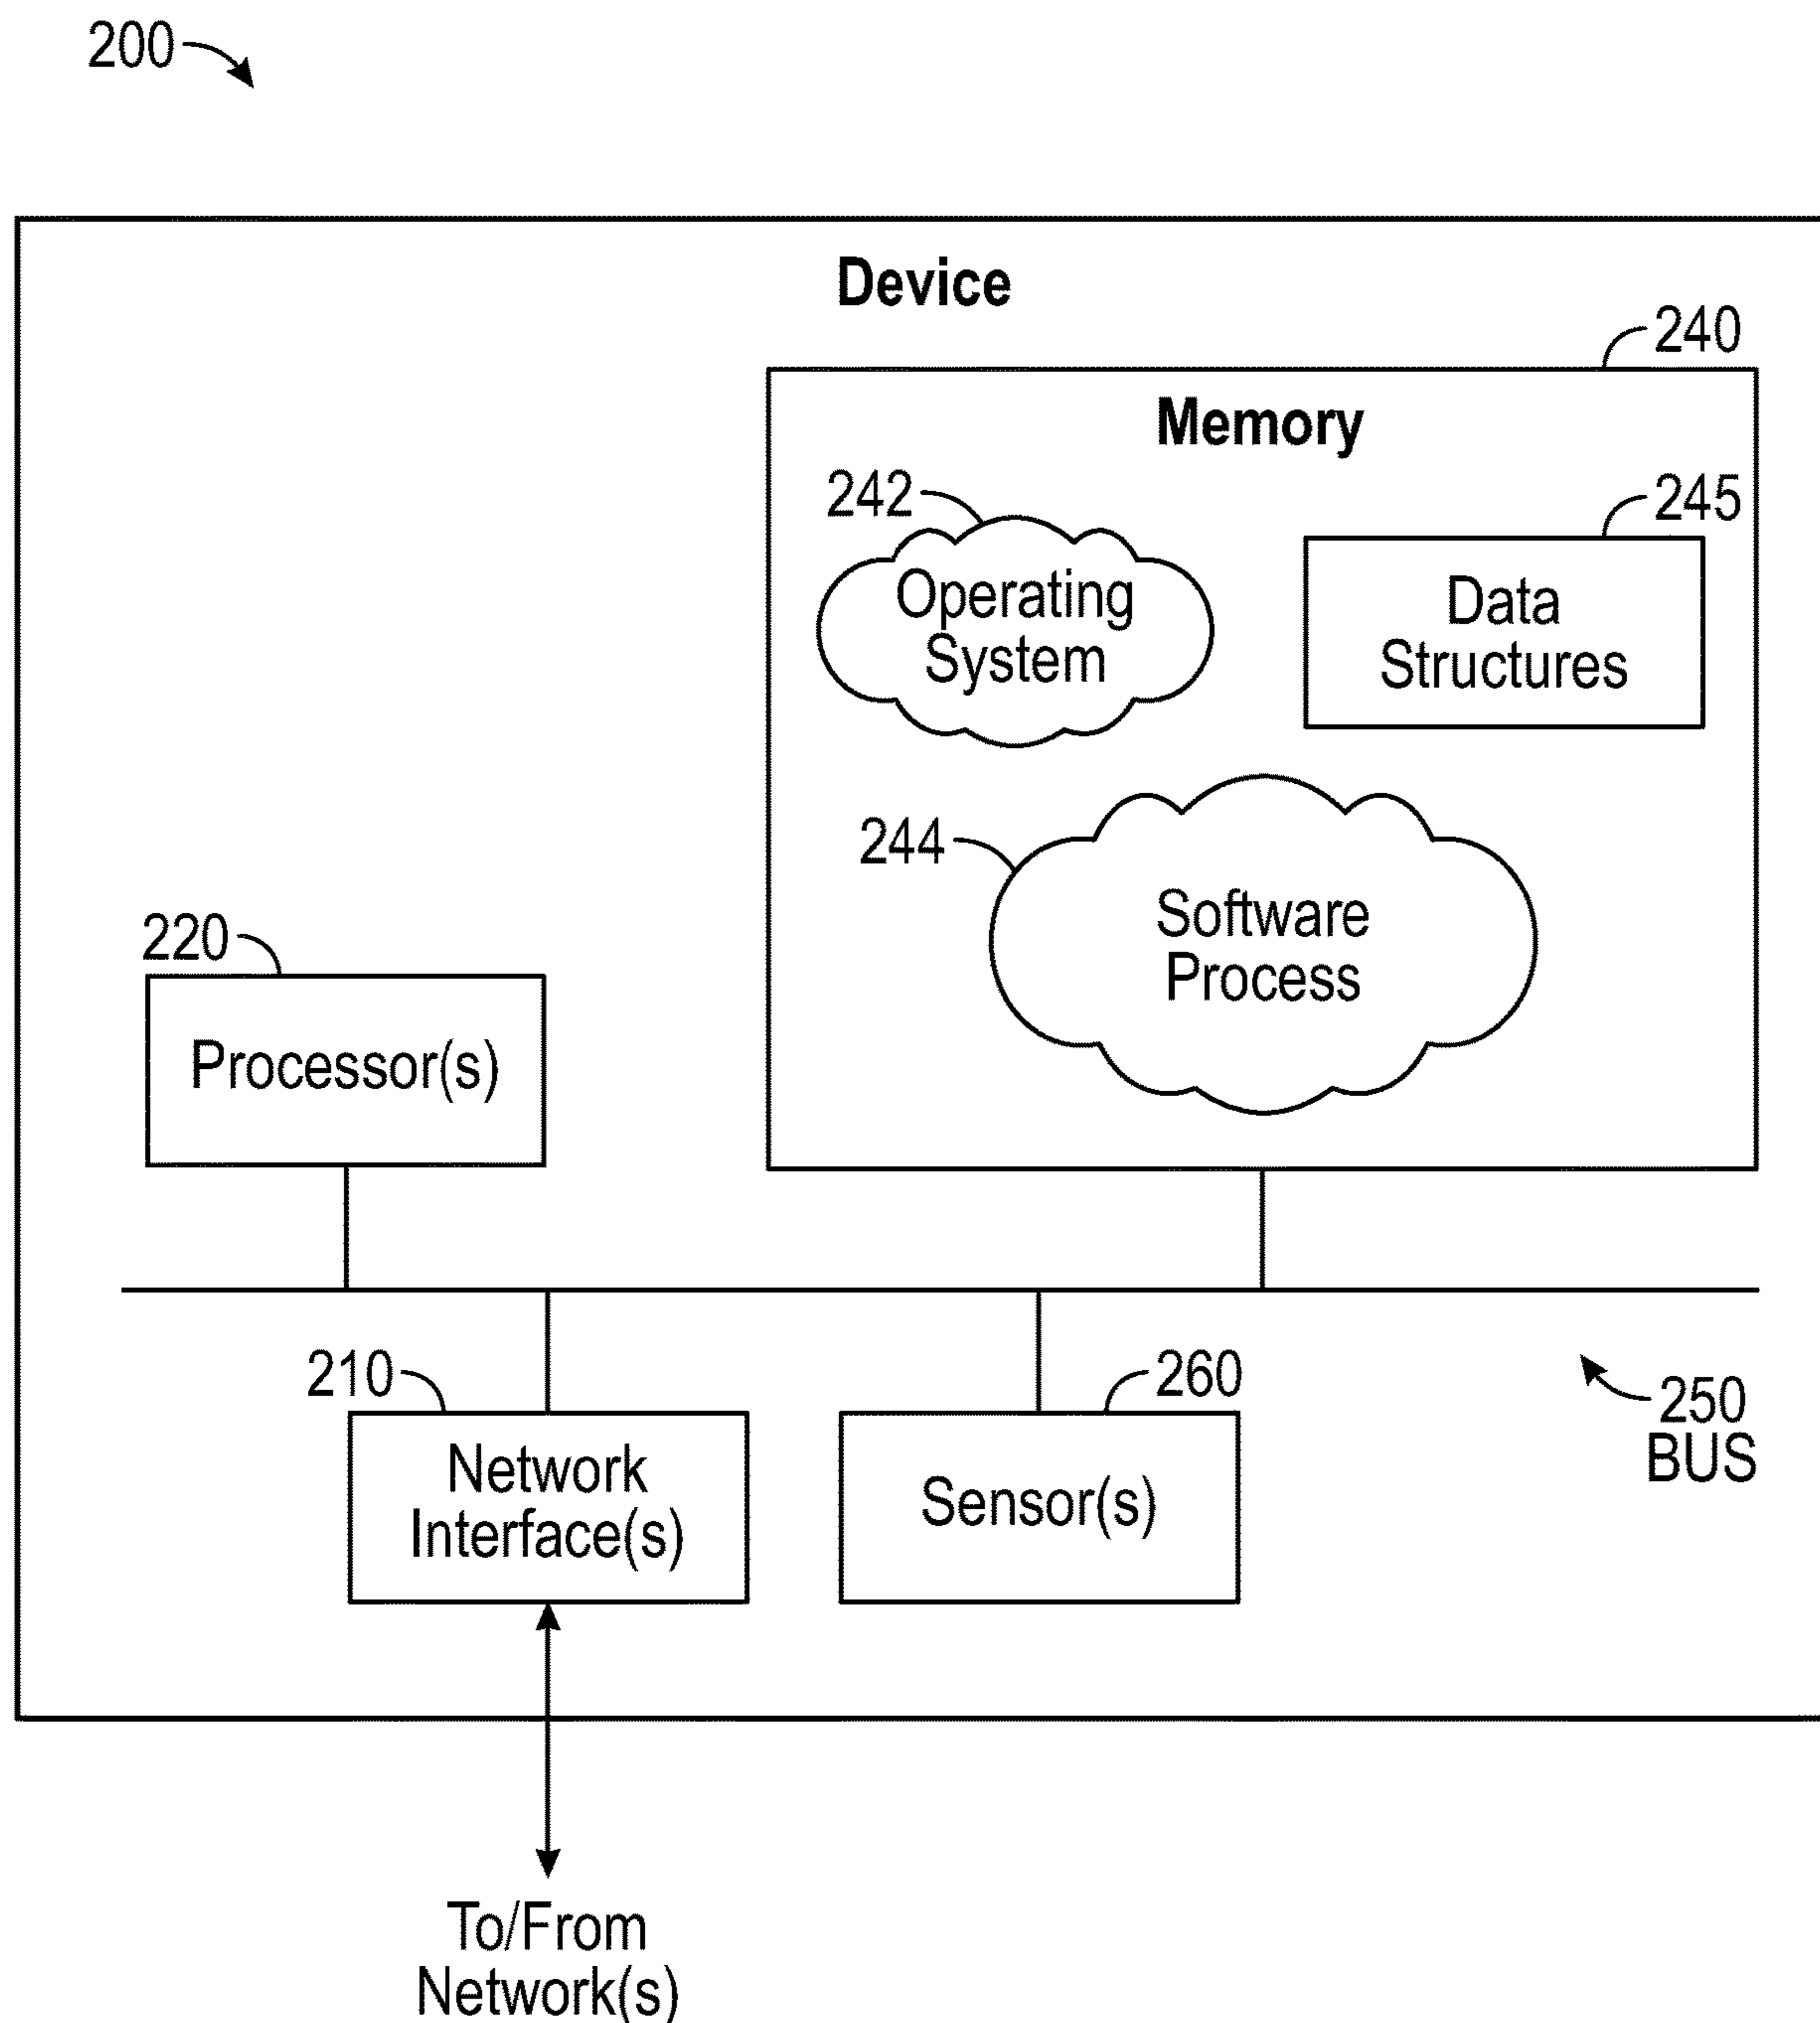 200
Device
240
Memory
242
245
Operating
System
Data
Structures
244
Software
Process
220
Processor(s)
210
260
250
BUS
Network
Interface(s)
Sensor(s)
To/From
Network(s)